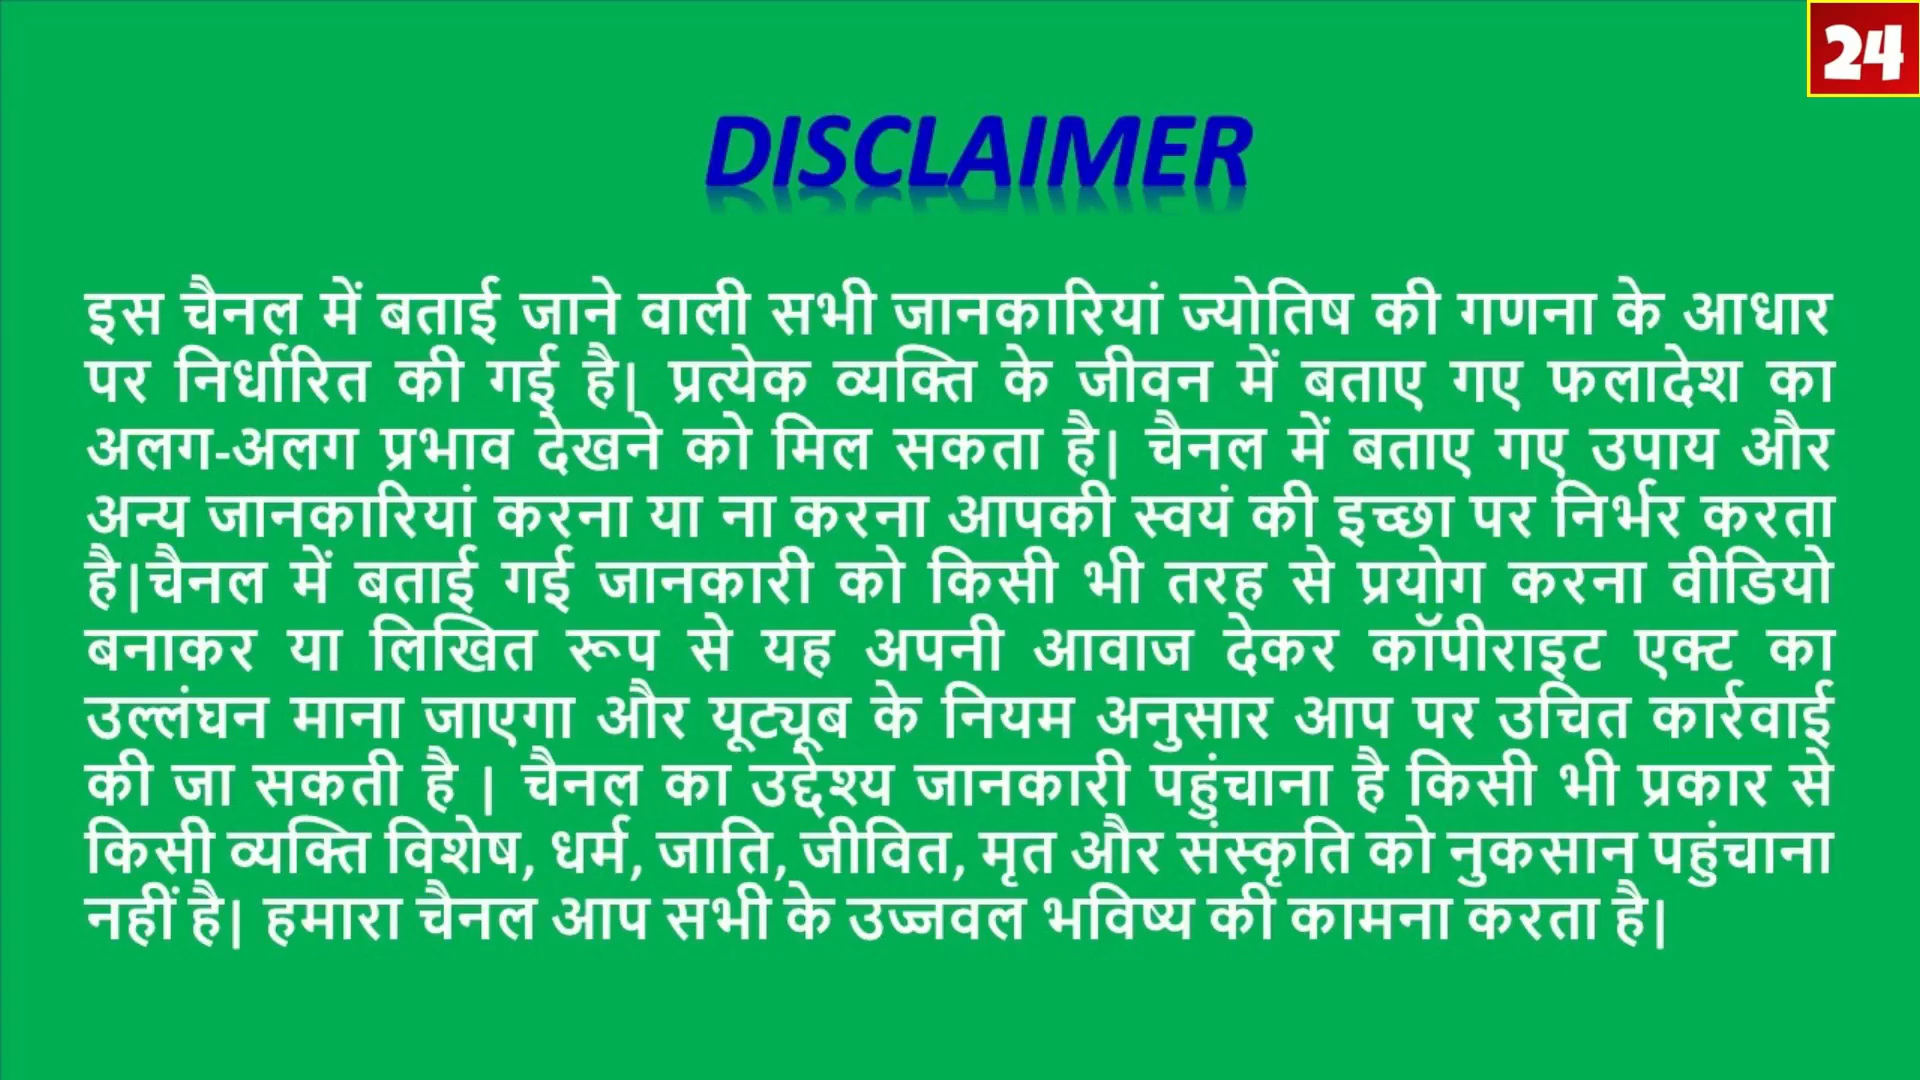 24
DISCLAIMER
इस चैनल में बताई जाने वाली सभी जानकारियां ज्योतिष की गणना के आधार
पर निर्धारित की गई है| प्रत्येक व्यक्ति के जीवन में बताए गए फलादेश का
अलग-अलग प्रभाव देखने को मिल सकता है| चैनल में बताए गए उपाय और
अन्य जानकारियां करना या ना करना आपकी स्वयं की इच्छा पर निर्भर करता
है|चैनल में बताई गई जानकारी को किसी भी तरह से प्रयोग करना वीडियो
बनाकर या लिखित रूप से यह अपनी आवाज देकर कॉपीराइट एक्ट का
उल्लंघन माना जाएगा और यूट्यूब के नियम अनुसार आप पर उचित कार्रवाई
की जा सकती है | चैनल का उद्देश्य जानकारी पहुंचाना है किसी भी प्रकार से
किसी व्यक्ति विशेष, धर्म, जाति, जीवित, मृत और संस्कृति को नुकसान पहुंचाना
नहीं है| हमारा चैनल आप सभी के उज्जवल भविष्य की कामना करता है|